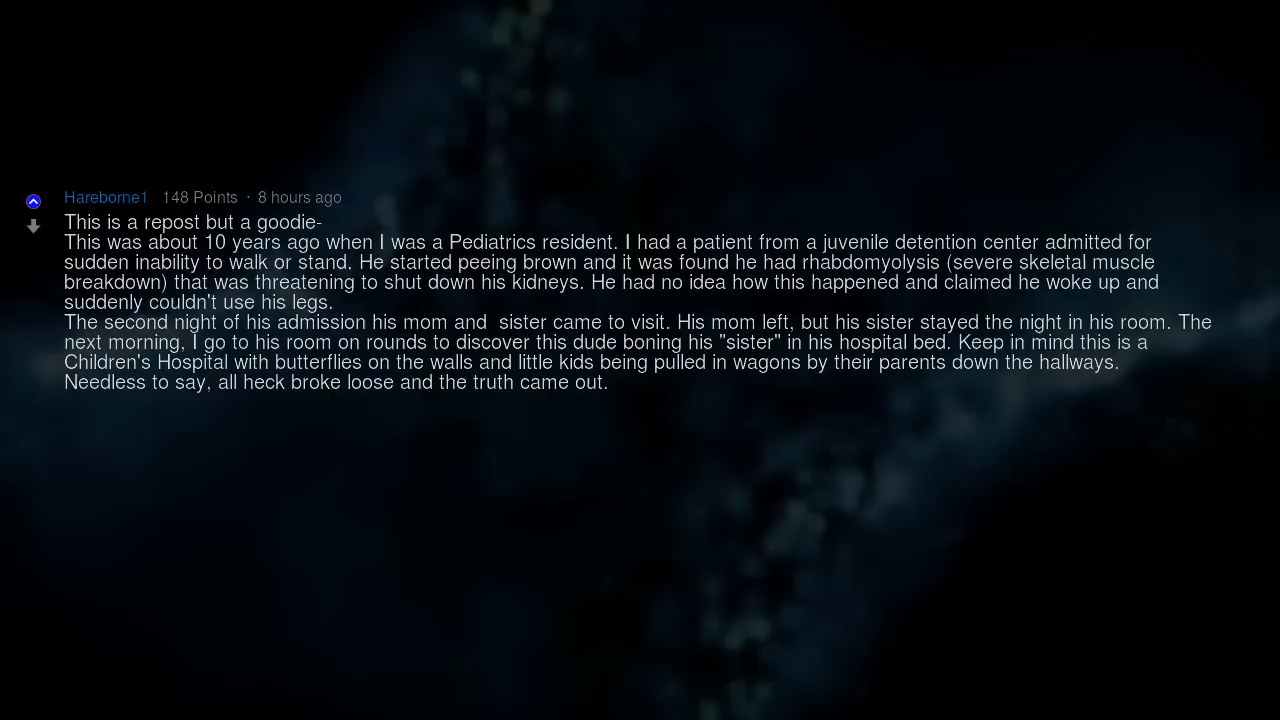 Hareborne1 148 Points · 8 hours ago
This is a repost but a goodie-
This was about 10 years ago when I was a Pediatrics resident. I had a patient from a juvenile detention center admitted for
sudden inability to walk or stand. He started peeing brown and it was found he had rhabdomyolysis (severe skeletal muscle
breakdown) that was threatening to shut down his kidneys. He had no idea how this happened and claimed he woke up and
suddenly couldn't use his legs.
The second night of his admission his mom and  sister came to visit. His mom left, but his sister stayed the night in his room. The
next morning, I go to his room on rounds to discover this dude boning his "sister" in his hospital bed. Keep in mind this is a
Children's Hospital with butterflies on the walls and little kids being pulled in wagons by their parents down the hallways.
Needless to say, all heck broke loose and the truth came out.